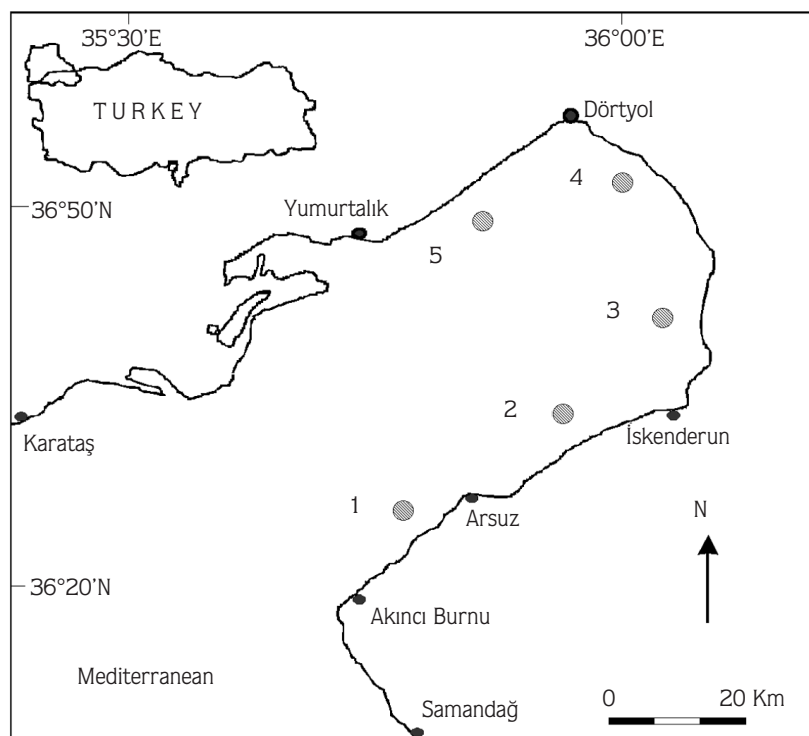 35°30'E
36°00'E
TURKEY
Dörtyol
4
36°50'N
Yumurtalık
5
3
2
Karataş
İskenderun
1
Arsuz
N
36°20'N
Akıncı Burnu
Mediterranean
Samandağ
0 20 Km